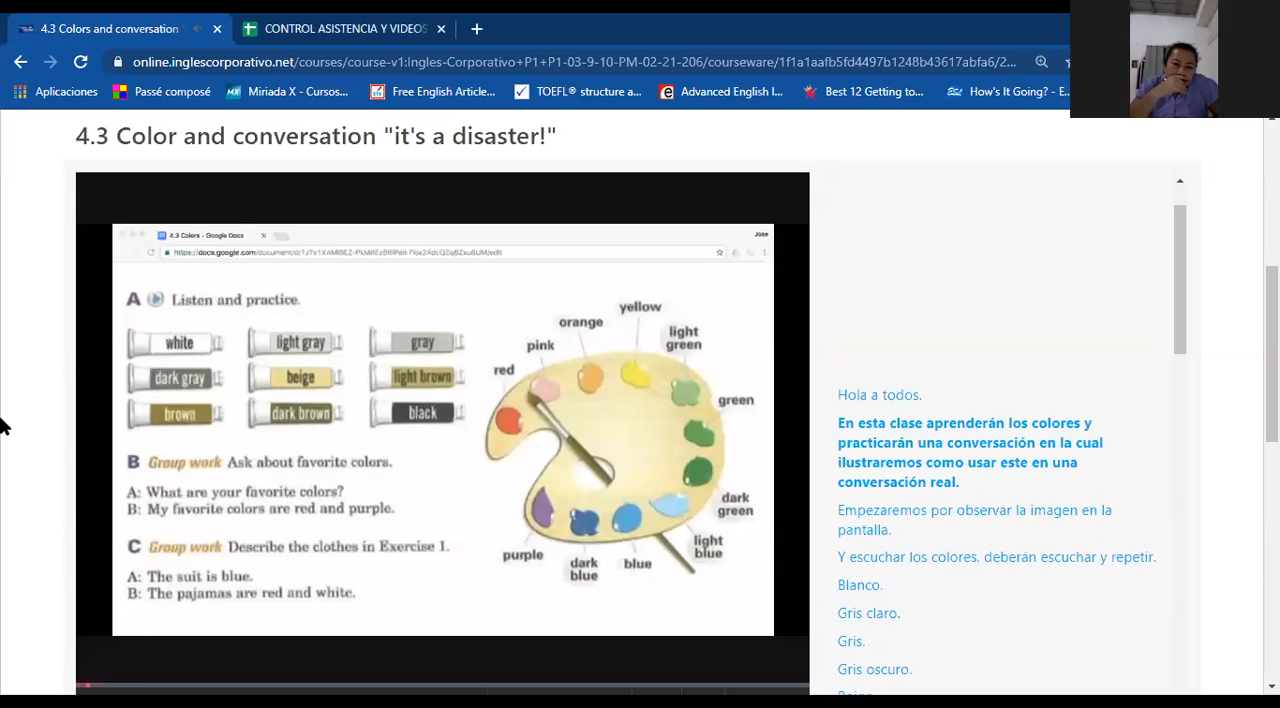 4.3 Colors and conversation
CONTROL ASISTENCIA Y VIDEOS
online.inglescorporativo.net/courses/course-v1:Ingles-Corporativo+P1+P1-03-9-10-PM-02-21-206/courseware/1f1a1aafb5fd4497b1248b43617abfa6/2...
Aplicaciones
Passé composé
Miriada X - Cursos...
Free English Article...
TOEFL® structure a...
Advanced English l...
Best 12 Getting to...
How's It Going? - E...
4.3 Color and conversation "it's a disaster!"
4.3 Colors - Google Docs
Jose
A Listen and practice.
white
light gray
gray
dark gray
beige
light brown
brown
dark brown
black
B Group work Ask about favorite colors.
A: What are your favorite colors?
B: My favorite colors are red and purple.
C Group work Describe the clothes in Exercise 1.
A: The suit is blue.
B: The pajamas are red and white.
red
pink
orange
yellow
light
green
green
dark
green
light
blue
blue
dark
blue
purple
Hola a todos.
En esta clase aprenderán los colores y
practicarán una conversación en la cual
ilustraremos como usar este en una
conversación real.
Empezaremos por observar la imagen en la
pantalla.
Y escuchar los colores, deberán escuchar y repetir.
Blanco.
Gris claro.
Gris.
Gris oscuro.